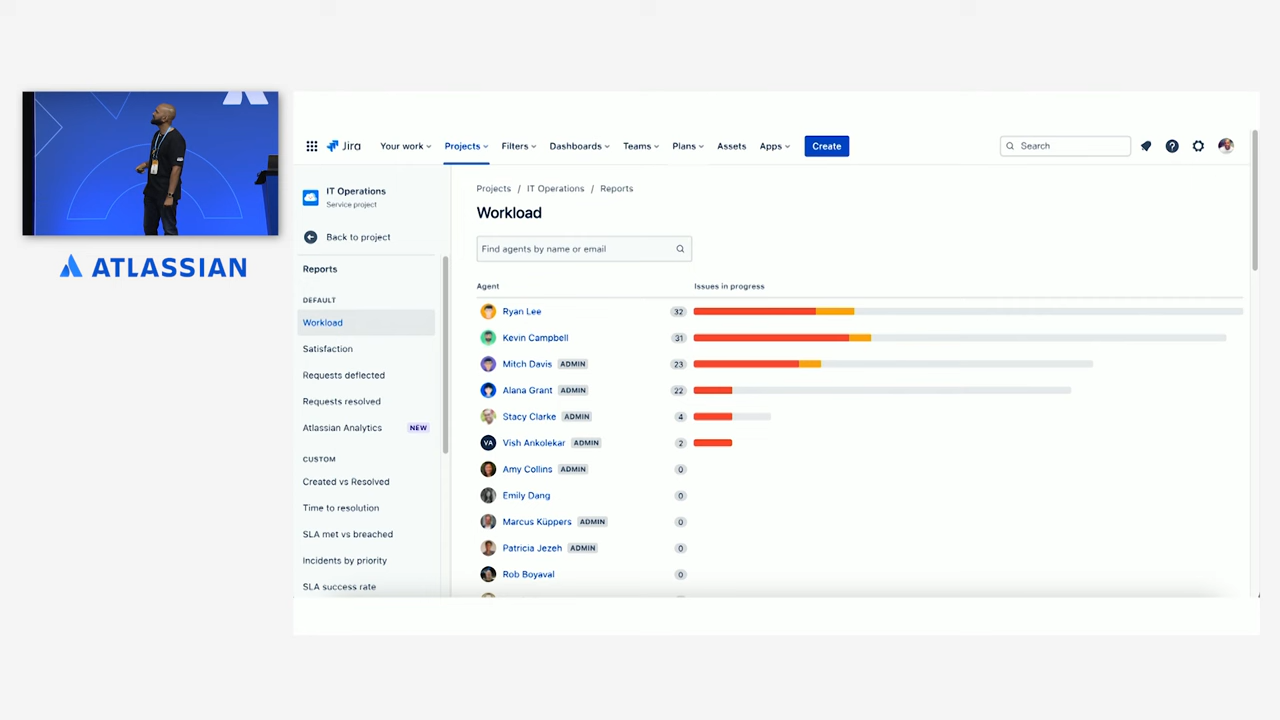 ATLASSIAN
Jira Your work Projects Filters Dashboards Teams Plans Assets Apps Create Search
IT Operations
Service project
Back to project
Reports
DEFAULT
Workload
Satisfaction
Requests deflected
Requests resolved
Atlassian Analytics NEW
CUSTOM
Created vs Resolved
Time to resolution
SLA met vs breached
Incidents by priority
SLA success rate
Projects / IT Operations / Reports
Workload
Find agents by name or email
Agent Issues in progress
Ryan Lee 32
Kevin Campbell 31
Mitch Davis ADMIN 23
Alana Grant ADMIN 22
Stacy Clarke ADMIN 4
VA Vish Ankolekar ADMIN 2
Amy Collins ADMIN 0
Emily Dang 0
Marcus Küppers ADMIN 0
Patricia Jezeh ADMIN 0
Rob Boyaval 0